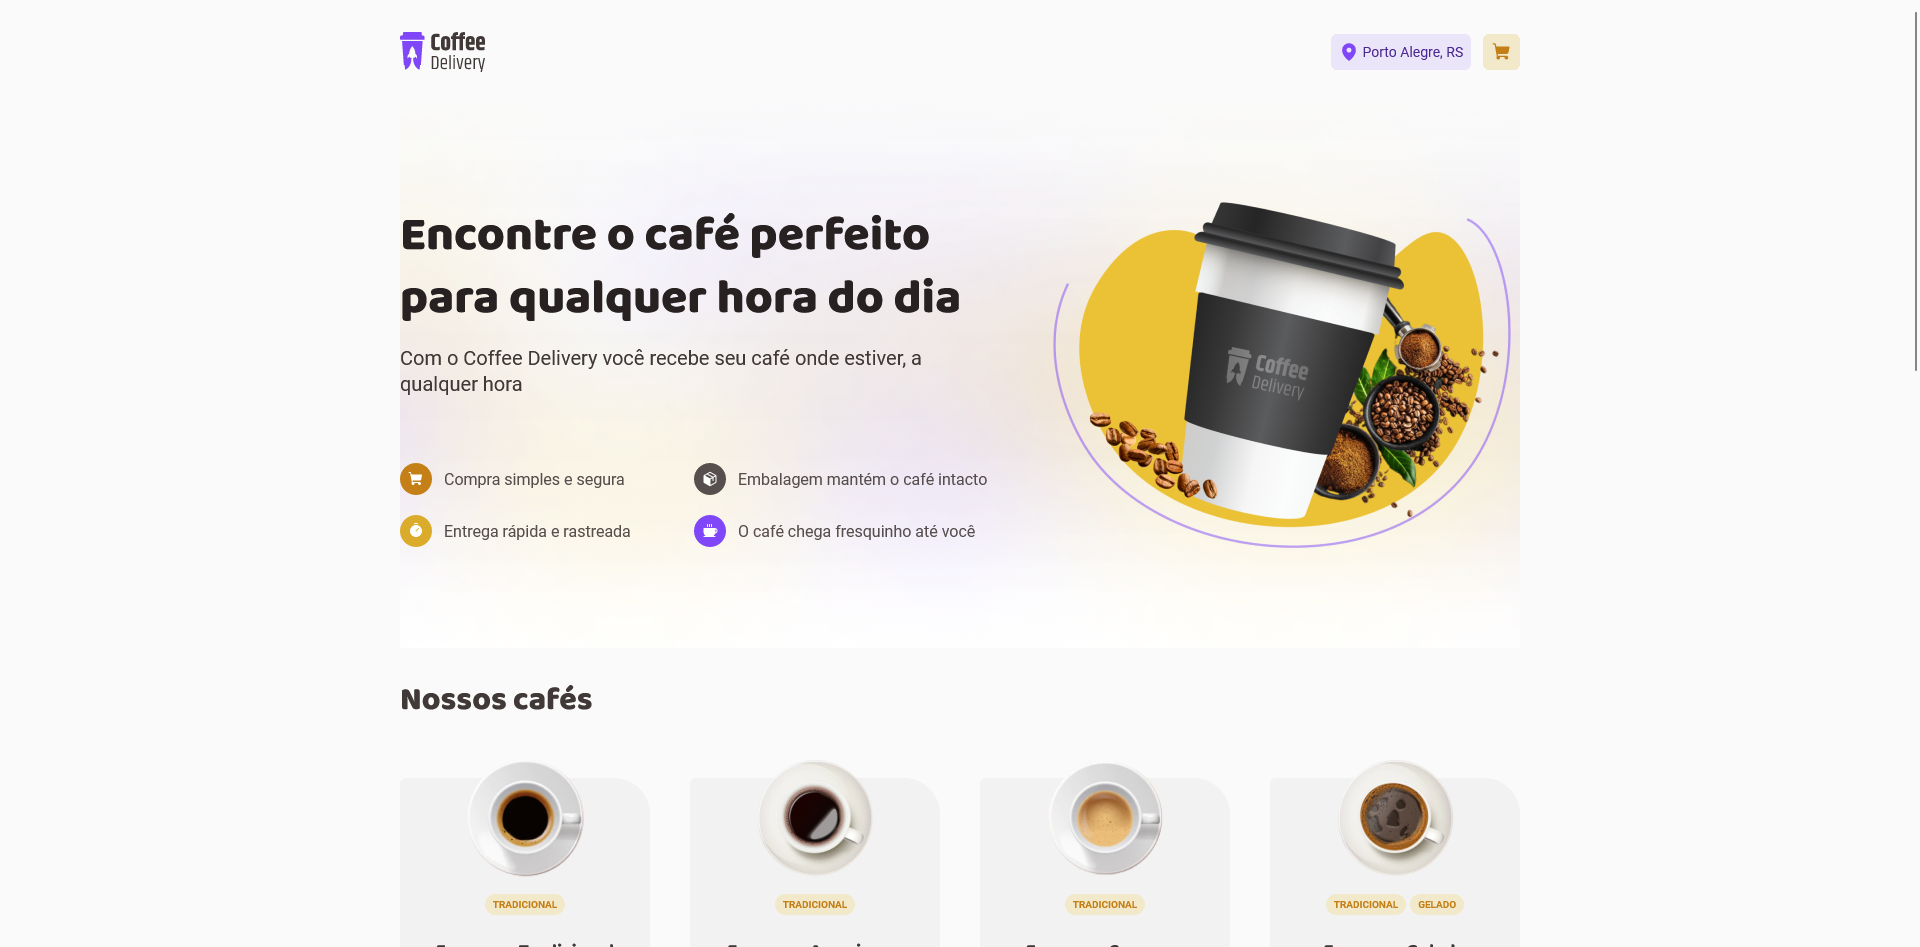 Coffee
Delivery
Porto Alegre, RS
Encontre o café perfeito
para qualquer hora do dia
Com o Coffee Delivery você recebe seu café onde estiver, a
qualquer hora
Coffee
Delivery
Compra simples e segura
Embalagem mantém o café intacto
Entrega rápida e rastreada
O café chega fresquinho até você
Nossos cafés
TRADICIONAL
TRADICIONAL
TRADICIONAL
TRADICIONAL
GELADO